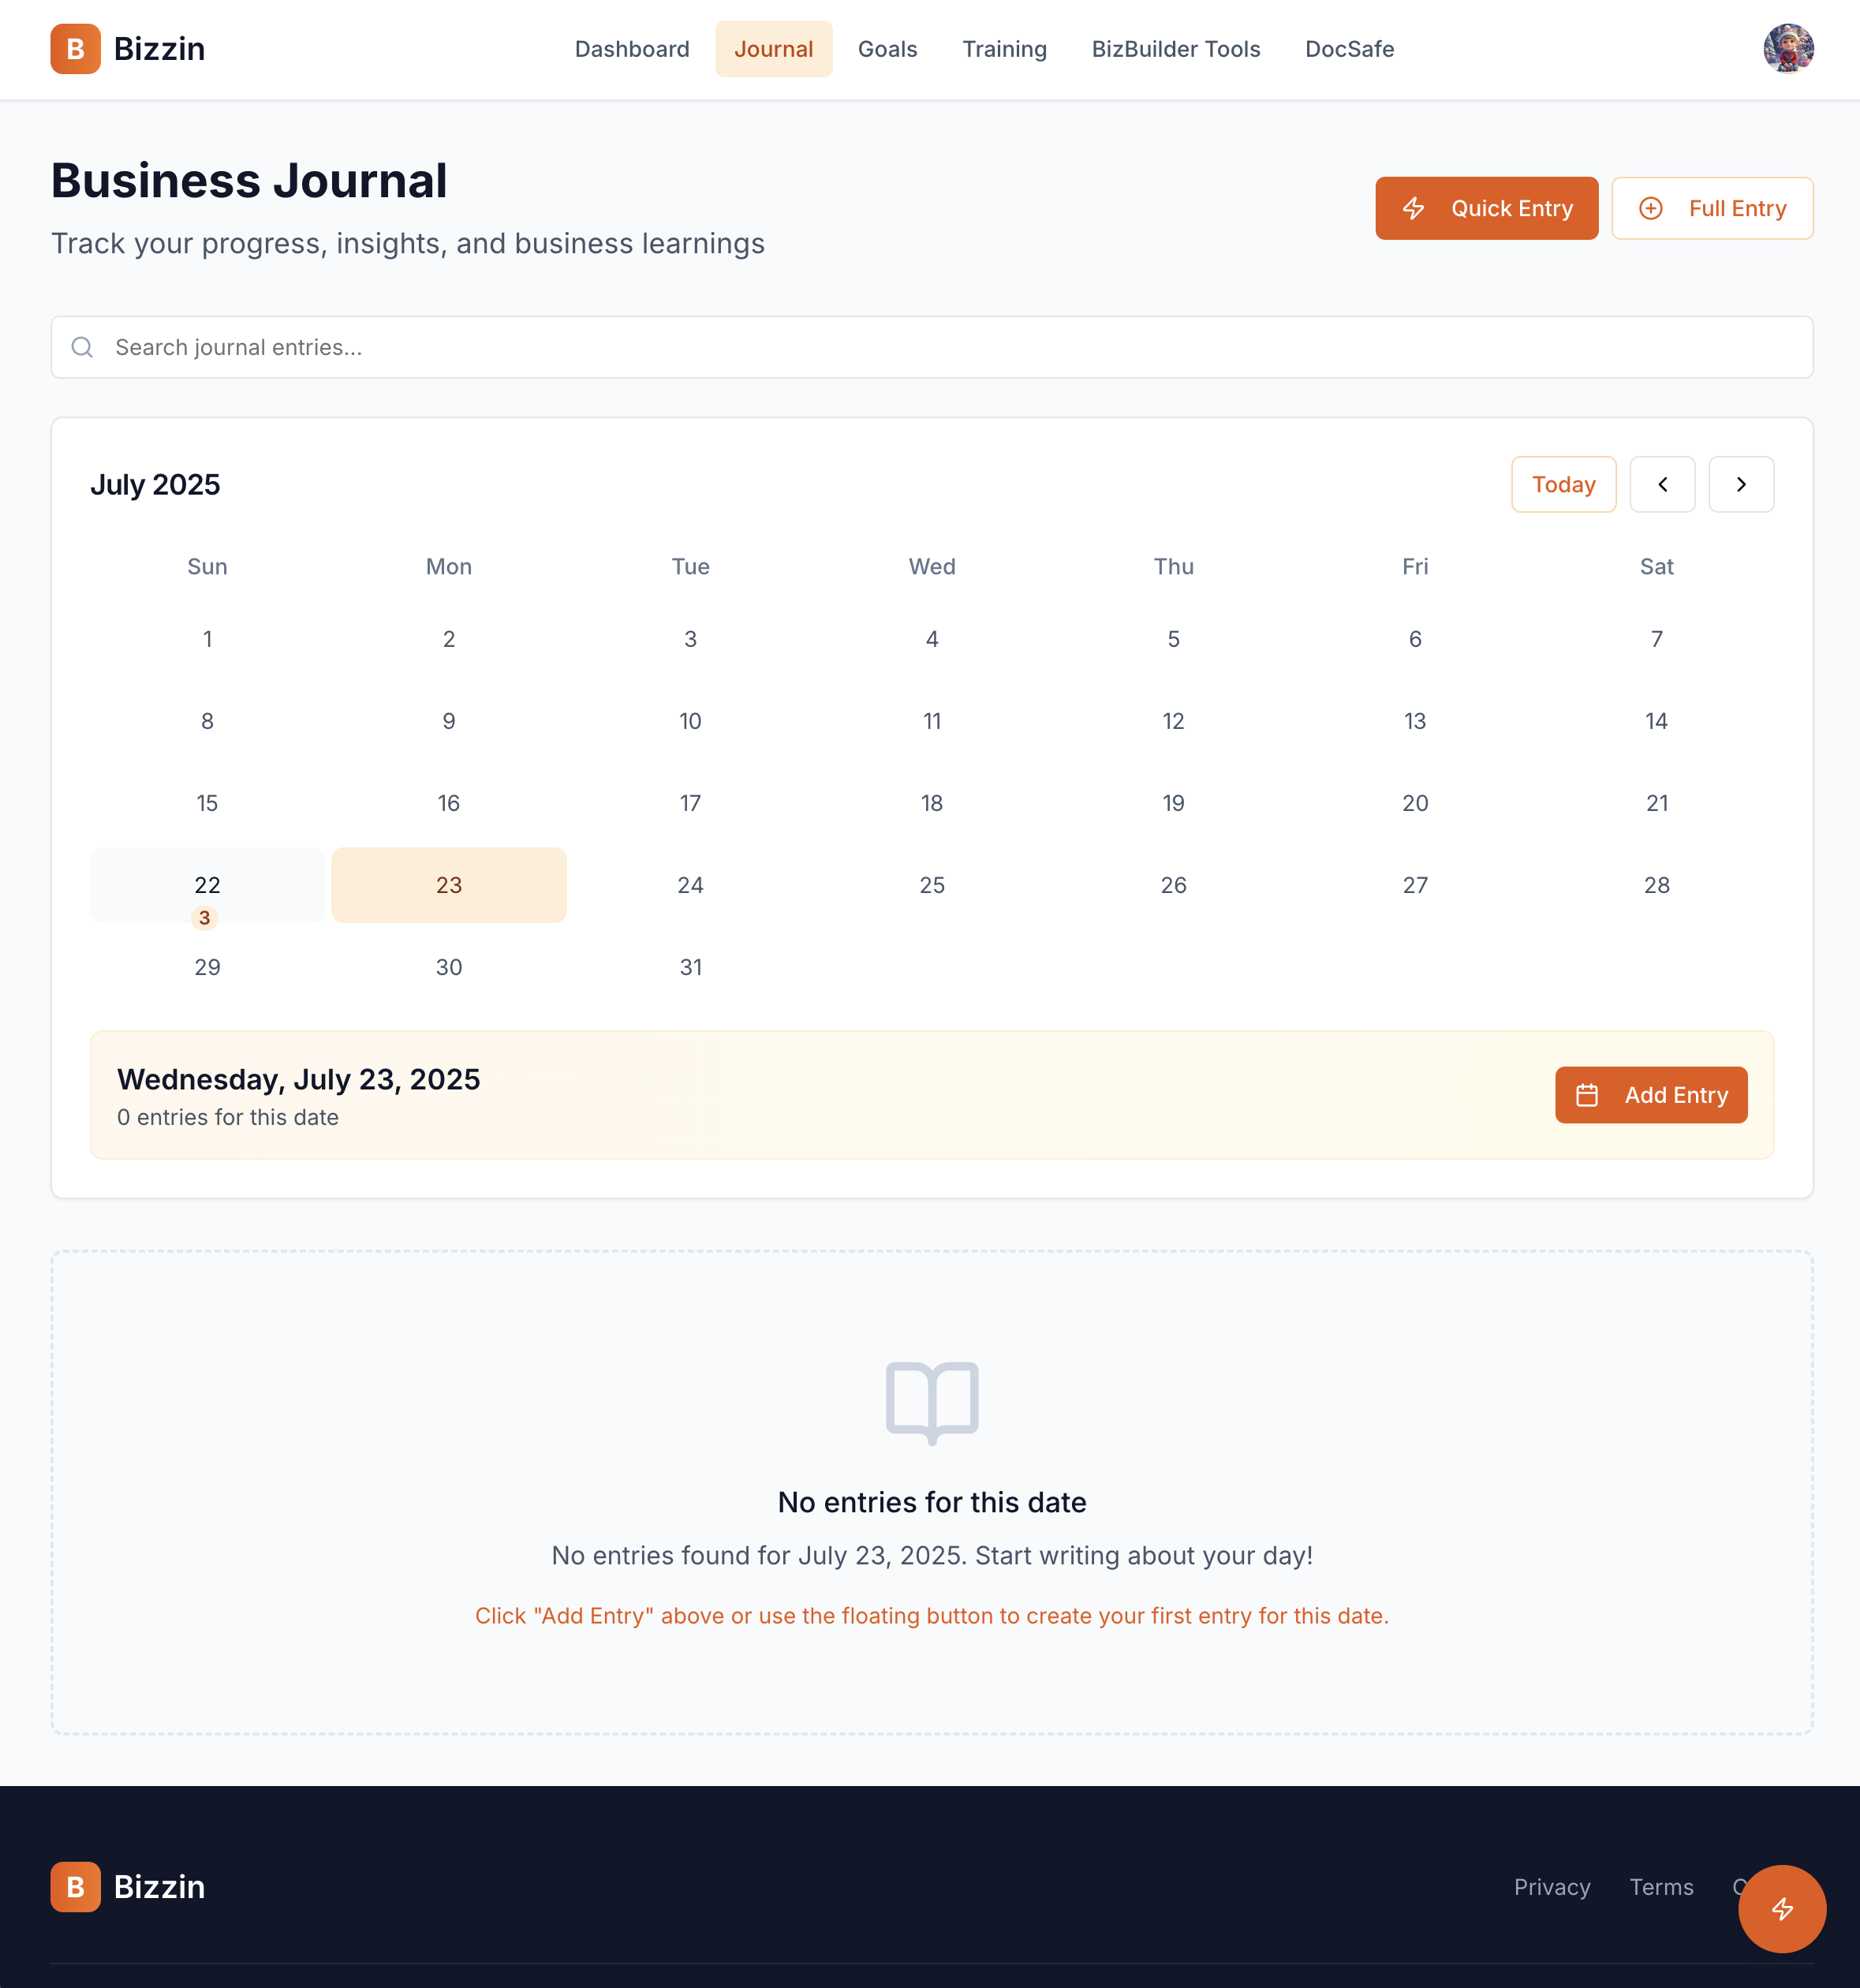 B Bizzin
Dashboard Journal Goals Training BizBuilder Tools DocSafe
Business Journal
Track your progress, insights, and business learnings
Quick Entry Full Entry
Search journal entries...
July 2025
Today
Sun Mon Tue Wed Thu Fri Sat
1 2 3 4 5 6 7
8 9 10 11 12 13 14
15 16 17 18 19 20 21
22 23 24 25 26 27 28
3
29 30 31
Wednesday, July 23, 2025
0 entries for this date
Add Entry
No entries for this date
No entries found for July 23, 2025. Start writing about your day!
Click "Add Entry" above or use the floating button to create your first entry for this date.
B Bizzin
Privacy Terms